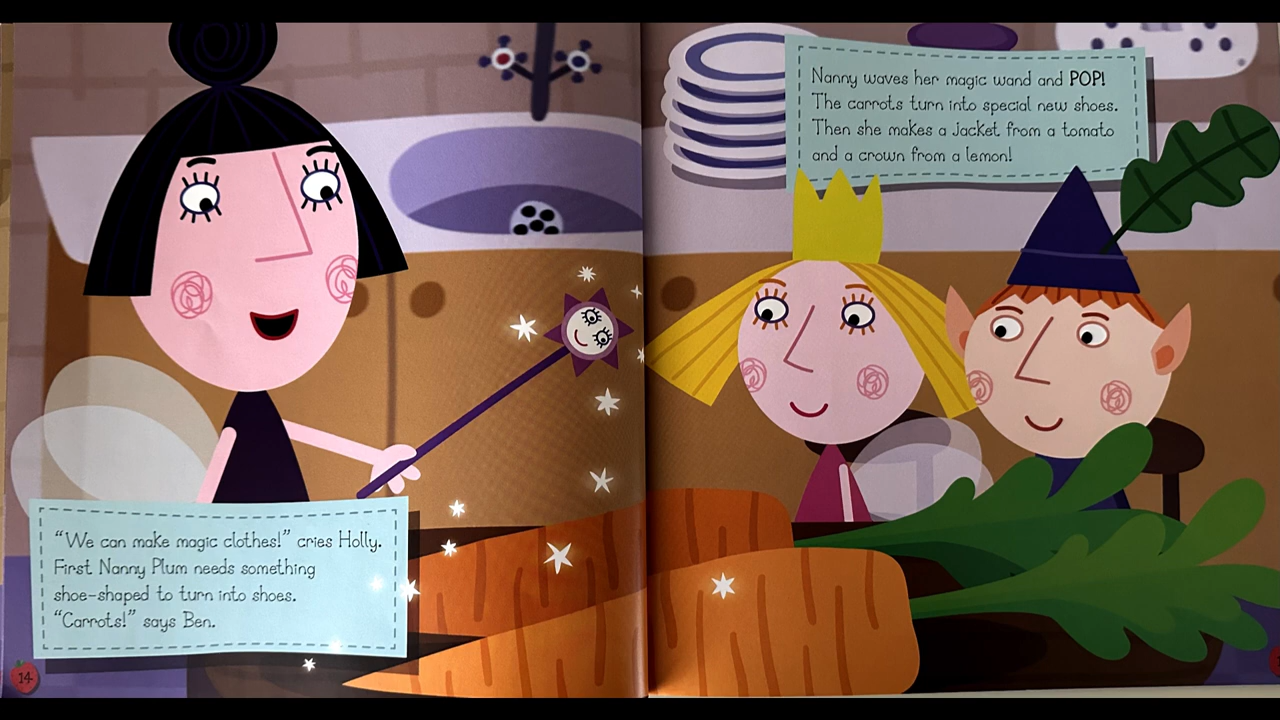 "We can make magic clothes!" cries Holly.
First Nanny Plum needs something
shoe-shaped to turn into shoes.
"Carrots!" says Ben.
14
Nanny waves her magic wand and POP!
The carrots turn into special new shoes.
Then she makes a jacket from a tomato
and a crown from a lemon!